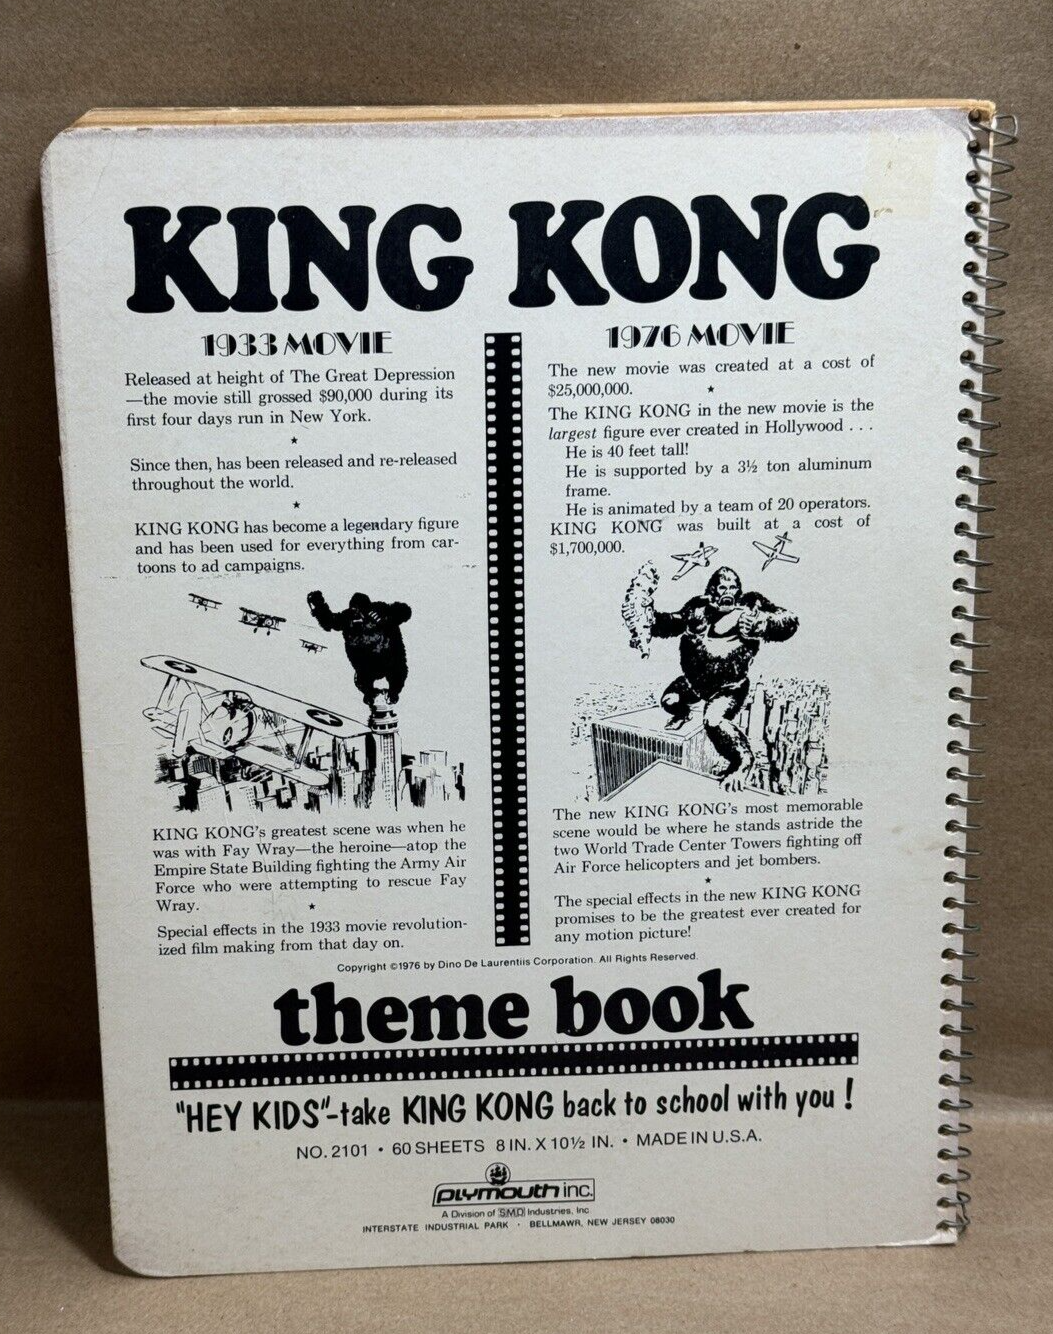 KING KONG
1933 MOVIE
Released at height of The Great Depression
—the movie still grossed $90,000 during its
first four days run in New York.
★
Since then, has been released and re-released
throughout the world.
★
KING KONG has become a legendary figure
and has been used for everything from car-
toons to ad campaigns.
KING KONG's greatest scene was when he
was with Fay Wray—the heroine—atop the
Empire State Building fighting the Army Air
Force who were attempting to rescue Fay
Wray.
★
Special effects in the 1933 movie revolution-
ized film making from that day on.
1976 MOVIE
The new movie was created at a cost of
$25,000,000.
★
The KING KONG in the new movie is the
largest figure ever created in Hollywood . . .
He is 40 feet tall!
He is supported by a 3½ ton aluminum
frame.
He is animated by a team of 20 operators.
KING KONG was built at a cost of
$1,700,000.
The new KING KONG's most memorable
scene would be where he stands astride the
two World Trade Center Towers fighting off
Air Force helicopters and jet bombers.
★
The special effects in the new KING KONG
promises to be the greatest ever created for
any motion picture!
Copyright ©1976 by Dino De Laurentiis Corporation. All Rights Reserved.
theme book
"HEY KIDS"-take KING KONG back to school with you!
NO. 2101 • 60 SHEETS 8 IN. X 10½ IN. • MADE IN U.S.A.
plymouth inc.
A Division of S.M.D. Industries, Inc.
INTERSTATE INDUSTRIAL PARK · BELLMAWR, NEW JERSEY 08030